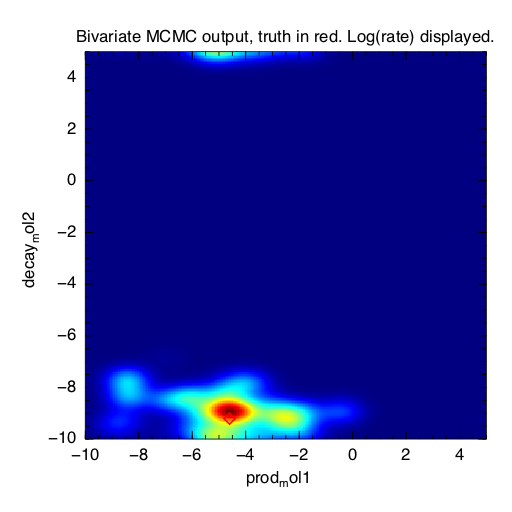 Bivariate MCMC output, truth in red. Log(rate) displayed.
4
2
0
−2
−4
−6
−8
−10
decay_mol2
−10 −8 −6 −4 −2 0 2 4
prod_mol1